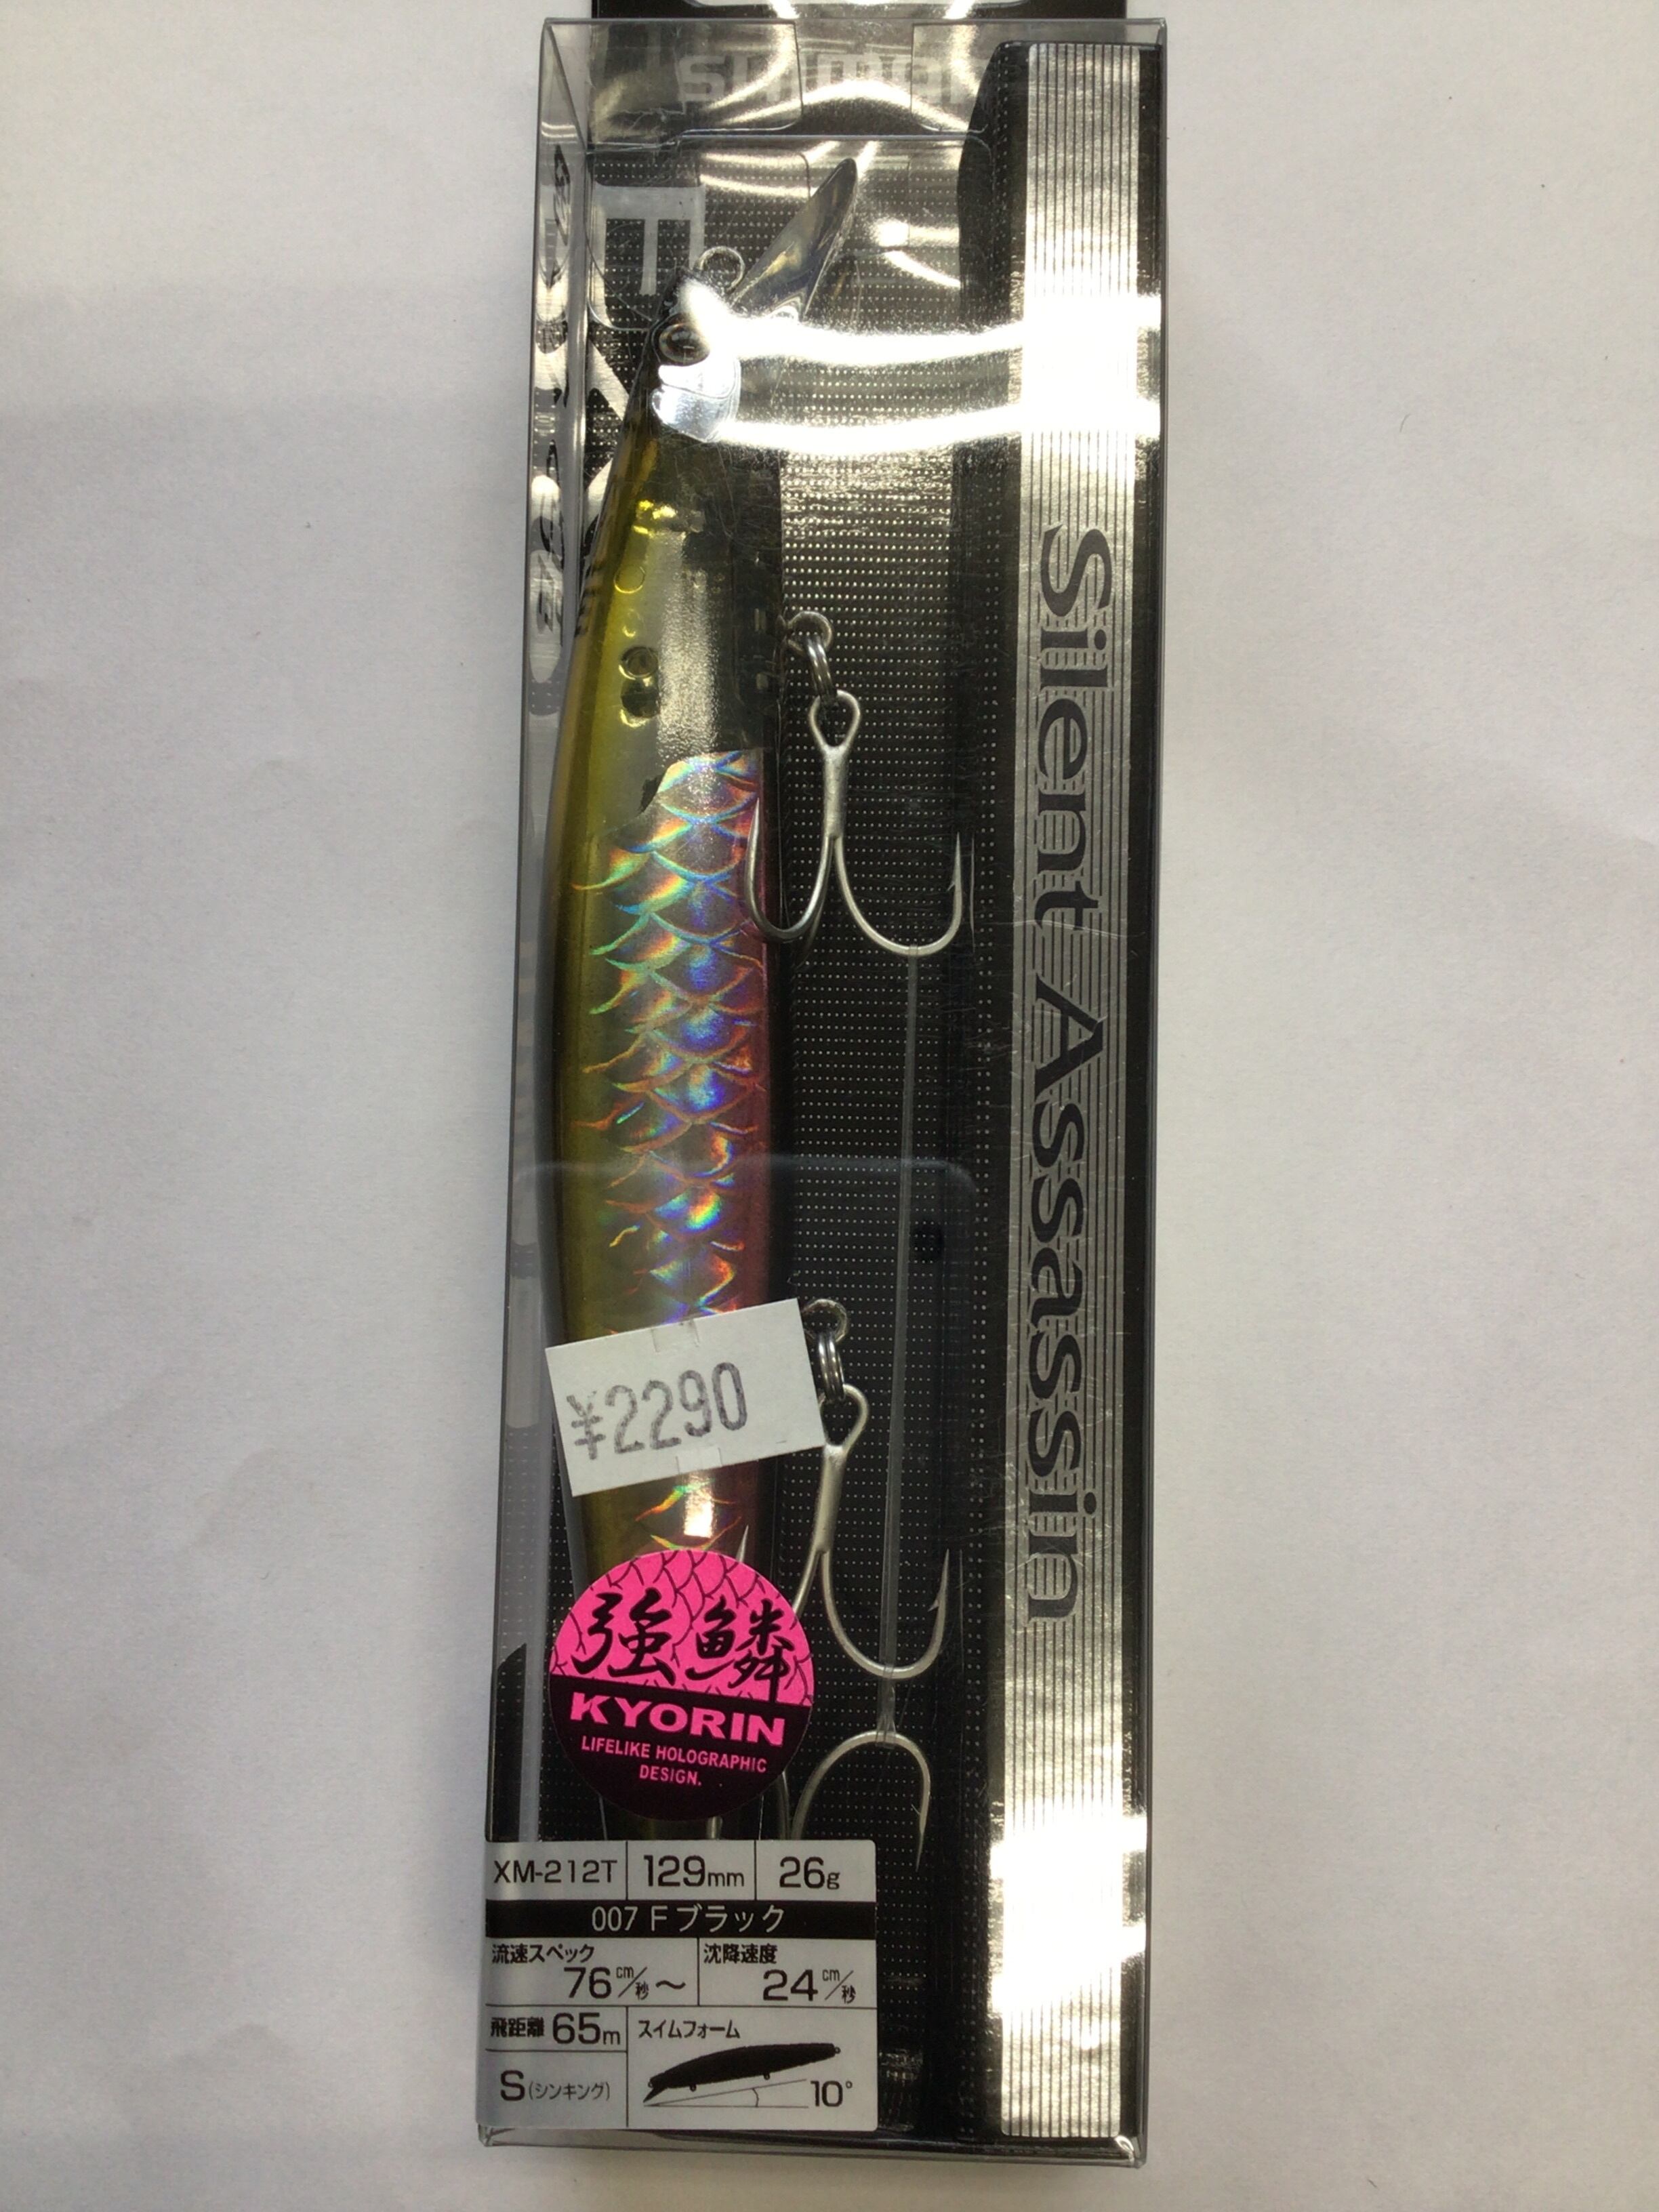 Silent Assassin
¥2290
強鱗
KYORIN
LIFELIKE HOLOGRAPHIC
DESIGN.
XM-212T 129mm 26g
007 F ブラック
流速スペック 沈降速度
76cm/秒～ 24cm/秒
飛距離 65m スイムフォーム
S(シンキング) 10°